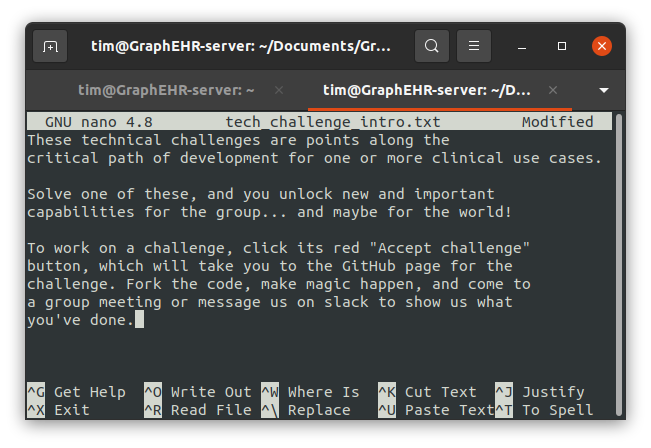 tim@GraphEHR-server: ~/Documents/Gr...
tim@GraphEHR-server: ~
tim@GraphEHR-server: ~/D...
GNU nano 4.8 tech_challenge_intro.txt Modified
These technical challenges are points along the
critical path of development for one or more clinical use cases.
Solve one of these, and you unlock new and important
capabilities for the group... and maybe for the world!
To work on a challenge, click its red "Accept challenge"
button, which will take you to the GitHub page for the
challenge. Fork the code, make magic happen, and come to
a group meeting or message us on slack to show us what
you've done.
^G Get Help ^O Write Out ^W Where Is ^K Cut Text ^J Justify
^X Exit ^R Read File ^\ Replace ^U Paste Text ^T To Spell